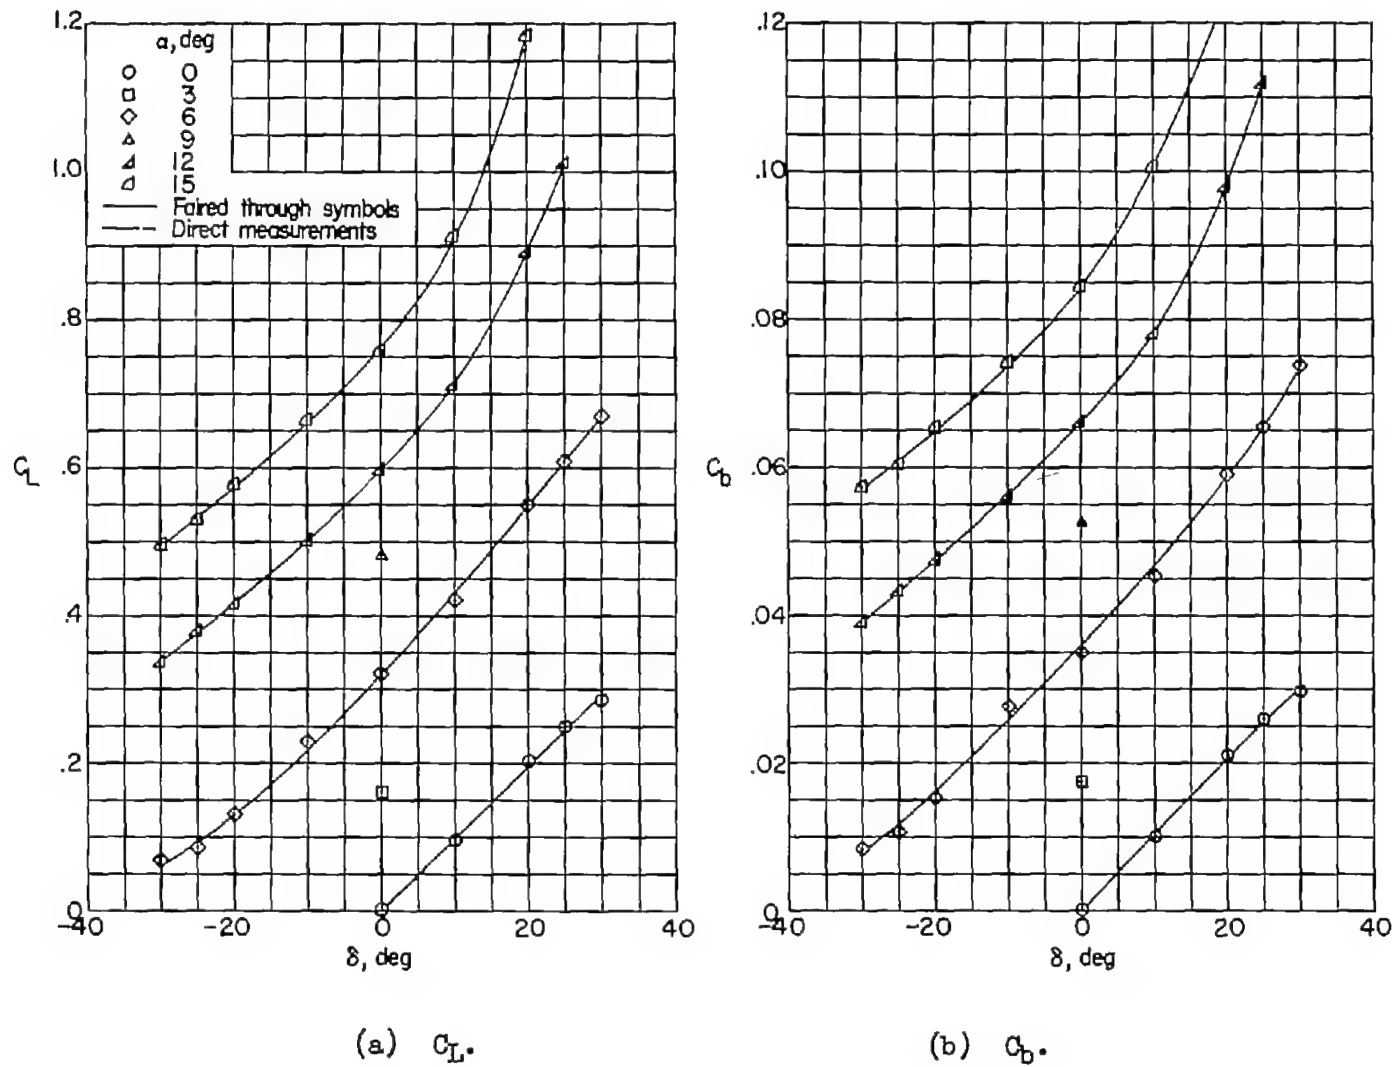 1.2
1.0
.8
.6
.4
.2
0
C_L
α, deg
0
3
6
9
12
15
Faired through symbols
Direct measurements
-40 -20 0 20 40
δ, deg
(a) C_L.
.12
.10
.08
.06
.04
.02
0
C_b
-40 -20 0 20 40
δ, deg
(b) C_b.